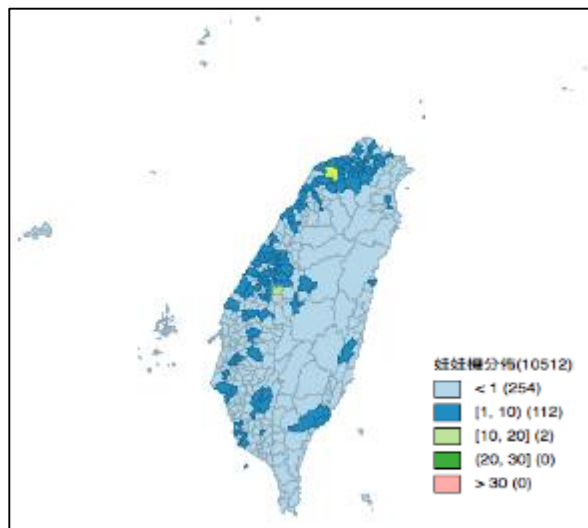 娃娃機分佈(10512)
< 1 (254)
[1, 10) (112)
[10, 20] (2)
(20, 30] (0)
> 30 (0)